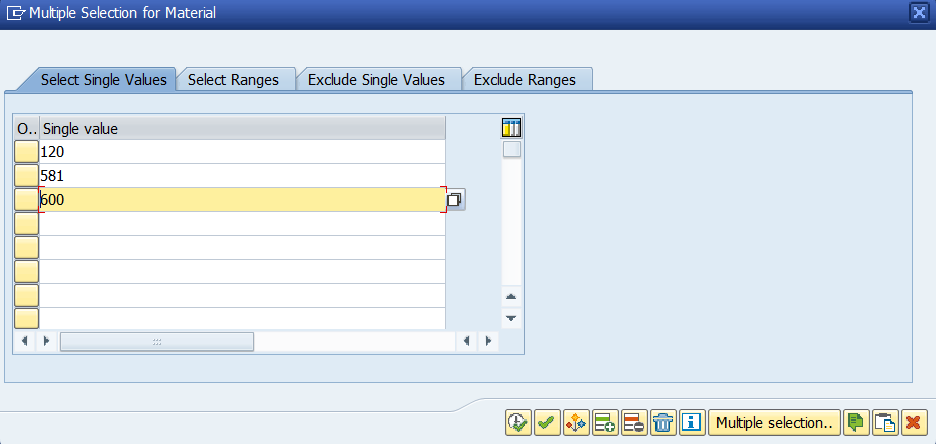 Multiple Selection for Material
Select Single Values Select Ranges Exclude Single Values Exclude Ranges
O.. Single value
120
581
600
Multiple selection..